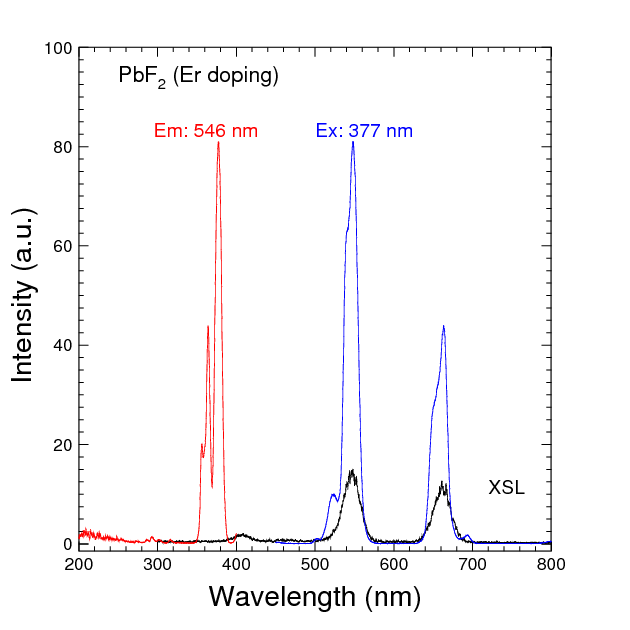 PbF2 (Er doping)
Em: 546 nm
Ex: 377 nm
XSL
Intensity (a.u.)
100
80
60
40
20
0
200 300 400 500 600 700 800
Wavelength (nm)